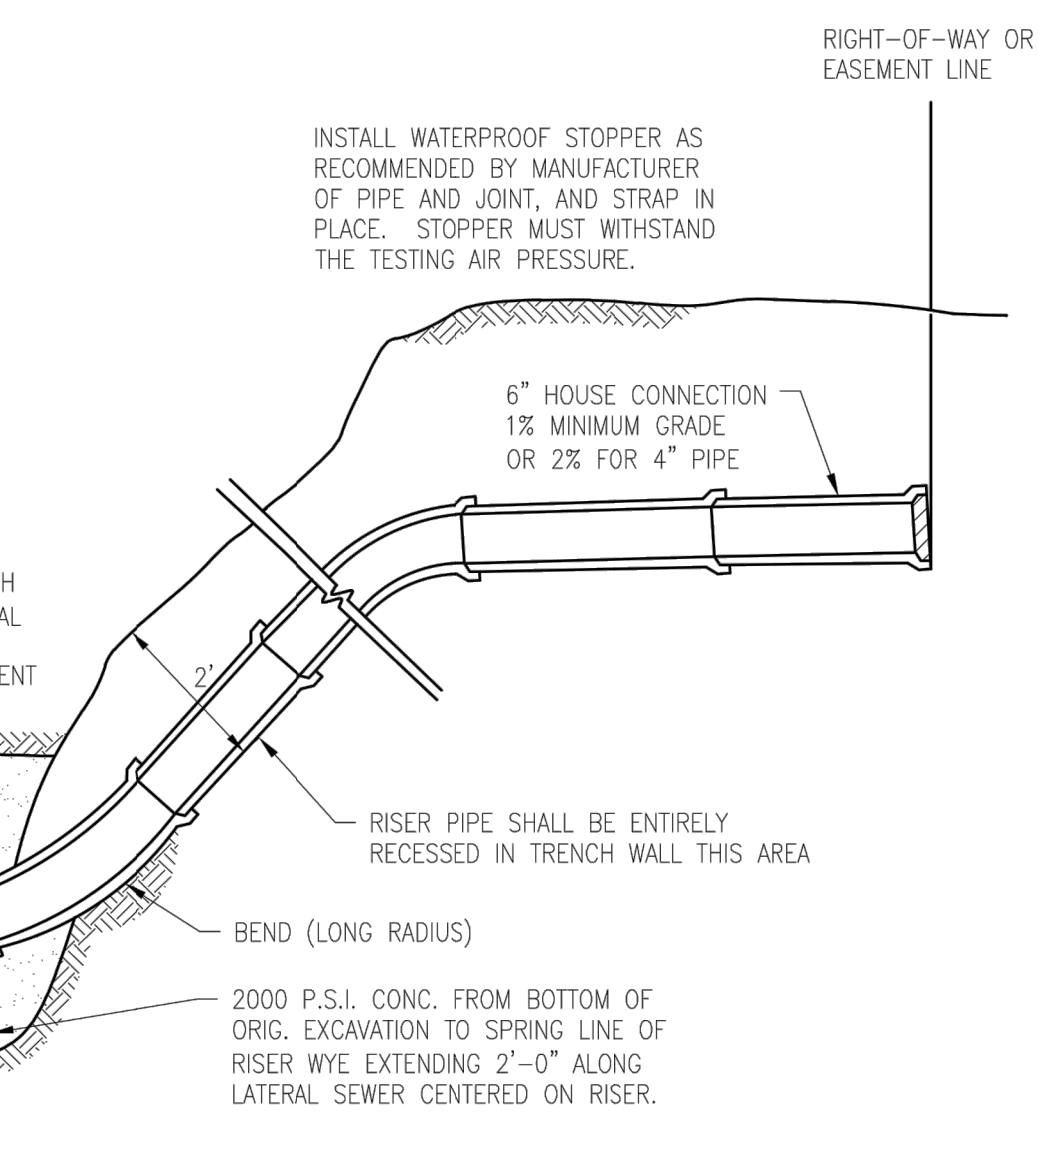 RIGHT-OF-WAY OR
EASEMENT LINE
INSTALL WATERPROOF STOPPER AS
RECOMMENDED BY MANUFACTURER
OF PIPE AND JOINT, AND STRAP IN
PLACE. STOPPER MUST WITHSTAND
THE TESTING AIR PRESSURE.
6" HOUSE CONNECTION
1% MINIMUM GRADE
OR 2% FOR 4" PIPE
H
AL
ENT
2'
RISER PIPE SHALL BE ENTIRELY
RECESSED IN TRENCH WALL THIS AREA
BEND (LONG RADIUS)
2000 P.S.I. CONC. FROM BOTTOM OF
ORIG. EXCAVATION TO SPRING LINE OF
RISER WYE EXTENDING 2'-0" ALONG
LATERAL SEWER CENTERED ON RISER.